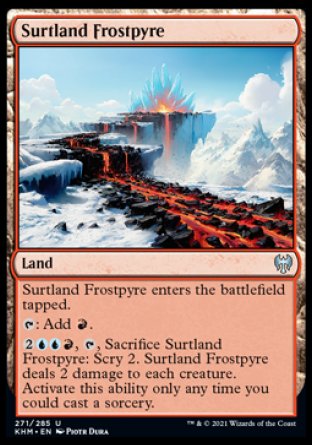 Surtland Frostpyre
Land
Surtland Frostpyre enters the battlefield
tapped.
: Add .
2, , Sacrifice Surtland
Frostpyre: Scry 2. Surtland Frostpyre
deals 2 damage to each creature.
Activate this ability only any time you
could cast a sorcery.
271/285 U
KHM • EN Piotr Dura
™ & © 2021 Wizards of the Coast